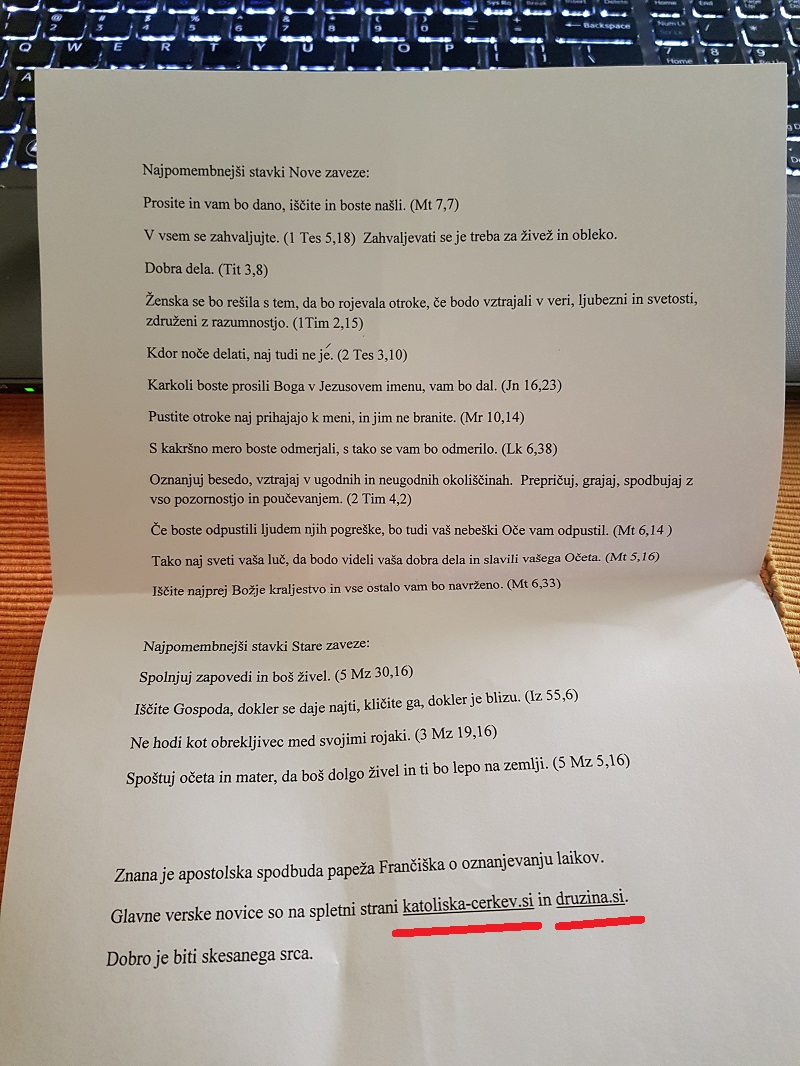 Q W E R T Y U I O P
Backspace
Home
Najpomembnejši stavki Nove zaveze:
Prosite in vam bo dano, iščite in boste našli. (Mt 7,7)
V vsem se zahvaljujte. (1 Tes 5,18) Zahvaljevati se je treba za živež in obleko.
Dobra dela. (Tit 3,8)
Ženska se bo rešila s tem, da bo rojevala otroke, če bodo vztrajali v veri, ljubezni in svetosti,
združeni z razumnostjo. (1Tim 2,15)
Kdor noče delati, naj tudi ne jé. (2 Tes 3,10)
Karkoli boste prosili Boga v Jezusovem imenu, vam bo dal. (Jn 16,23)
Pustite otroke naj prihajajo k meni, in jim ne branite. (Mr 10,14)
S kakršno mero boste odmerjali, s tako se vam bo odmerilo. (Lk 6,38)
Oznanjuj besedo, vztrajaj v ugodnih in neugodnih okoliščinah. Prepričuj, grajaj, spodbujaj z
vso pozornostjo in poučevanjem. (2 Tim 4,2)
Če boste odpustili ljudem njih pogreške, bo tudi vaš nebeški Oče vam odpustil. (Mt 6,14 )
Tako naj sveti vaša luč, da bodo videli vaša dobra dela in slavili vašega Očeta. (Mt 5,16)
Iščite najprej Božje kraljestvo in vse ostalo vam bo navrženo. (Mt 6,33)
Najpomembnejši stavki Stare zaveze:
Spolnjuj zapovedi in boš živel. (5 Mz 30,16)
Iščite Gospoda, dokler se daje najti, kličite ga, dokler je blizu. (Iz 55,6)
Ne hodi kot obrekljivec med svojimi rojaki. (3 Mz 19,16)
Spoštuj očeta in mater, da boš dolgo živel in ti bo lepo na zemlji. (5 Mz 5,16)
Znana je apostolska spodbuda papeža Frančiška o oznanjevanju laikov.
Glavne verske novice so na spletni strani katoliska-cerkev.si in druzina.si.
Dobro je biti skesanega srca.